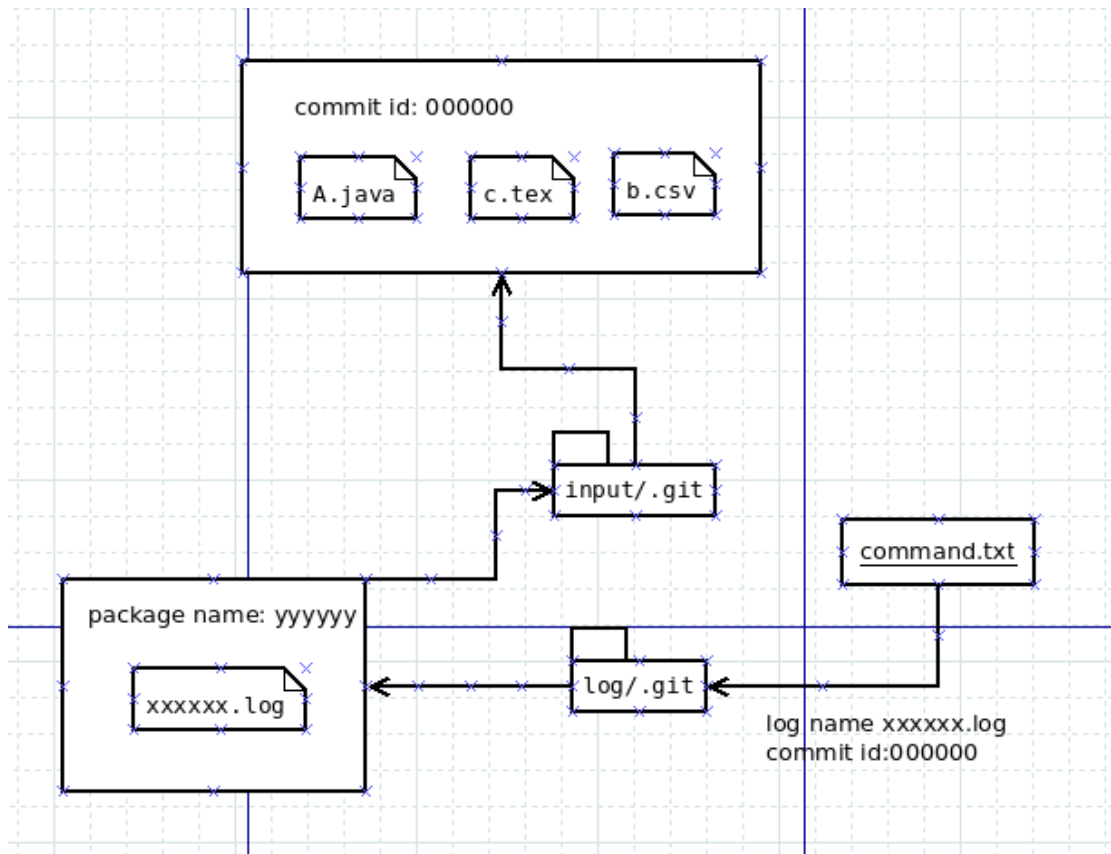 commit id: 000000
A.java
c.tex
b.csv
input/.git
command.txt
package name: yyyyyy
xxxxxx.log
log/.git
log name xxxxxx.log
commit id:000000